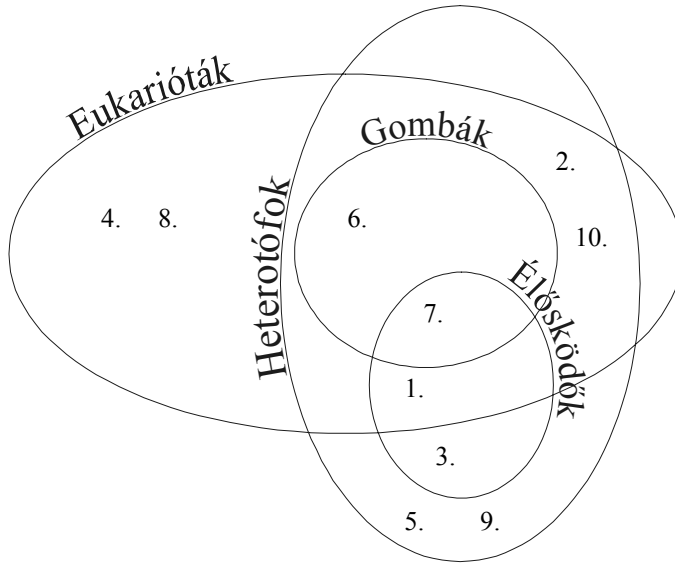 Eukarióták
Gombák
2.
4. 8.
Heterotófok
6.
10.
Élősködők
7.
1.
3.
5. 9.